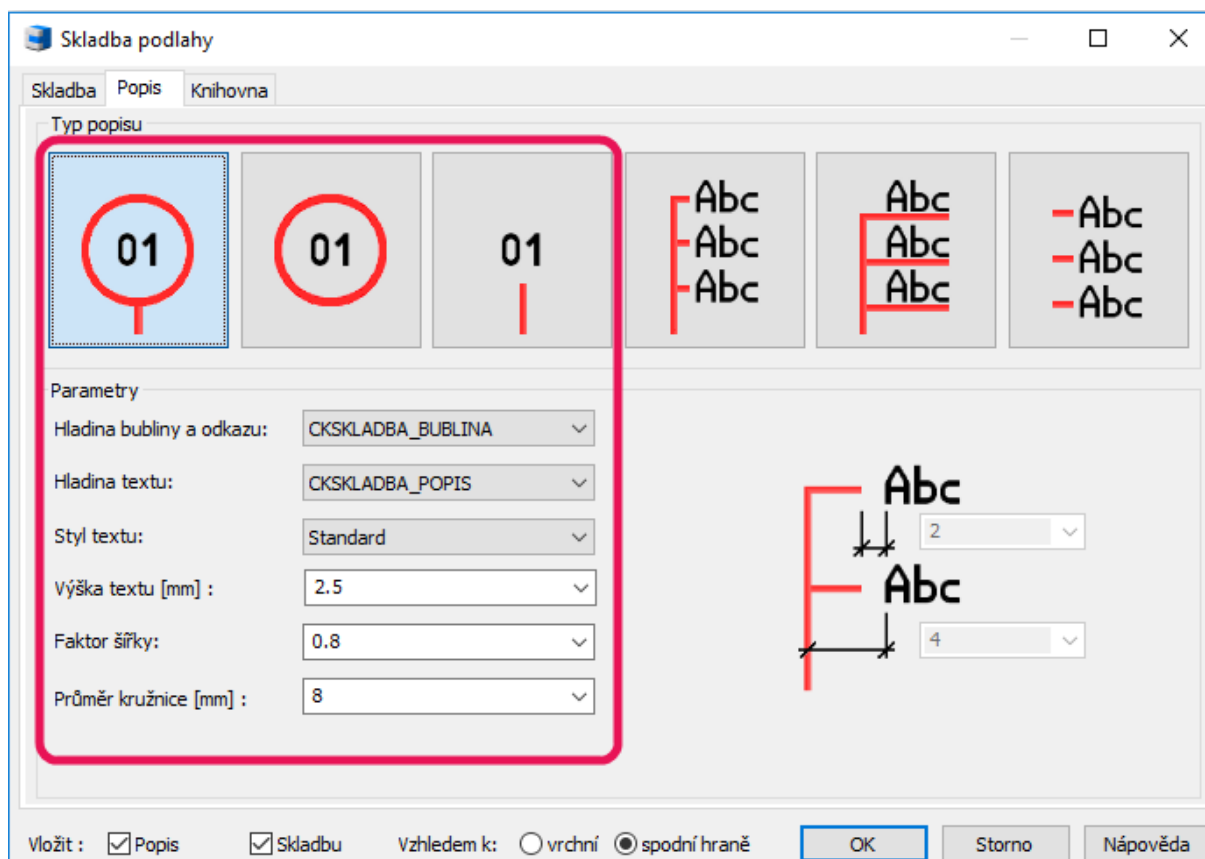 Skladba podlahy
Skladba Popis Knihovna
Typ popisu
01 01 01 Abc Abc Abc
Abc Abc Abc
Abc Abc Abc
Parametry
Hladina bubliny a odkazu: CKSKLADBA_BUBLINA
Hladina textu: CKSKLADBA_POPIS
Styl textu: Standard
Výška textu [mm] : 2.5
Faktor šířky: 0.8
Průměr kružnice [mm] : 8
Abc
2
Abc
4
Vložit : Popis Skladbu Vzhledem k: vrchní spodní hraně OK Storno Nápověda